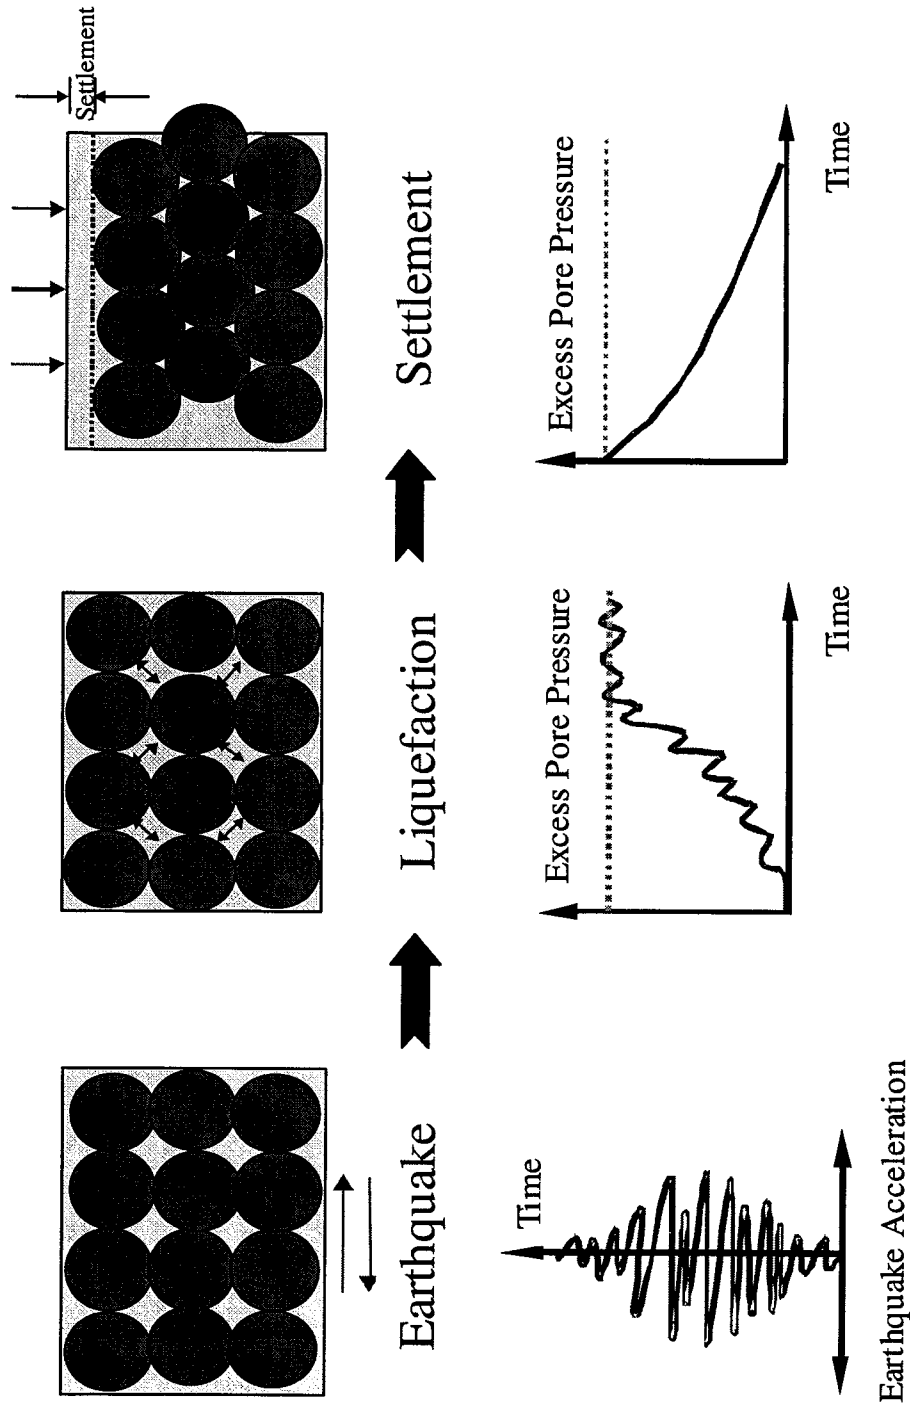 Settlement
Earthquake
Liquefaction
Settlement
Time
Earthquake Acceleration
Excess Pore Pressure
Time
Excess Pore Pressure
Time